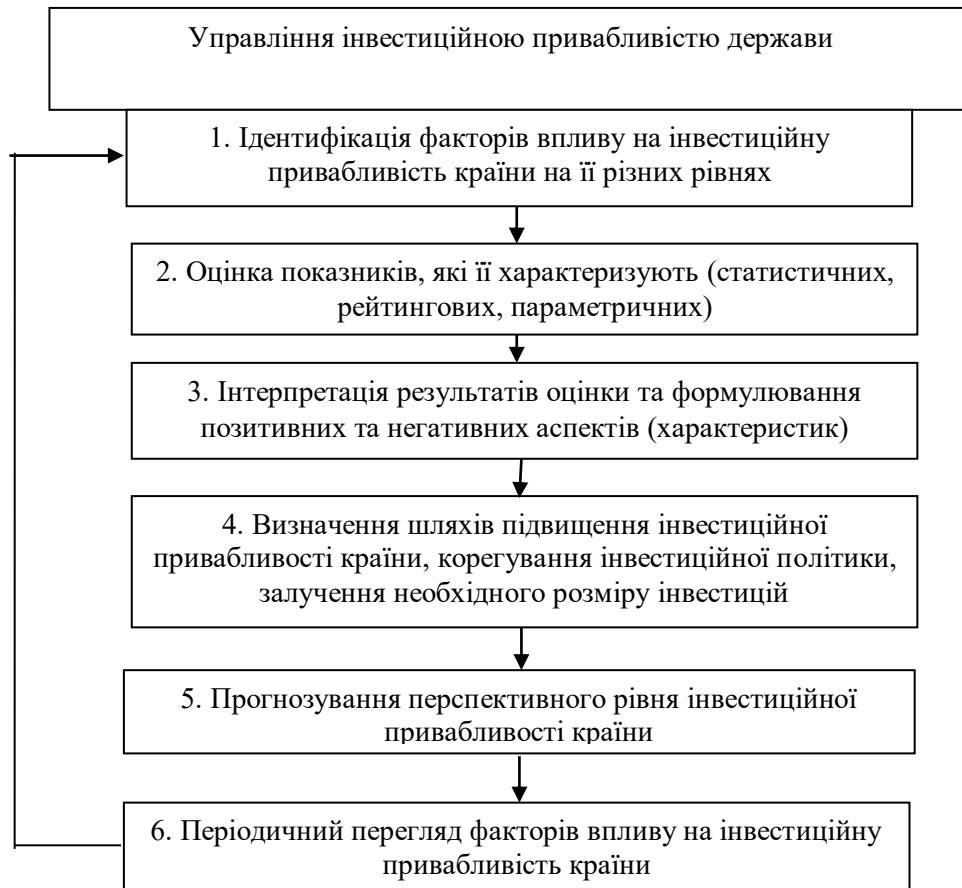 Управління інвестиційною привабливістю держави
1. Ідентифікація факторів впливу на інвестиційну
привабливість країни на її різних рівнях
2. Оцінка показників, які її характеризують (статистичних,
рейтингових, параметричних)
3. Інтерпретація результатів оцінки та формулювання
позитивних та негативних аспектів (характеристик)
4. Визначення шляхів підвищення інвестиційної
привабливості країни, корегування інвестиційної політики,
залучення необхідного розміру інвестицій
5. Прогнозування перспективного рівня інвестиційної
привабливості країни
6. Періодичний перегляд факторів впливу на інвестиційну
привабливість країни